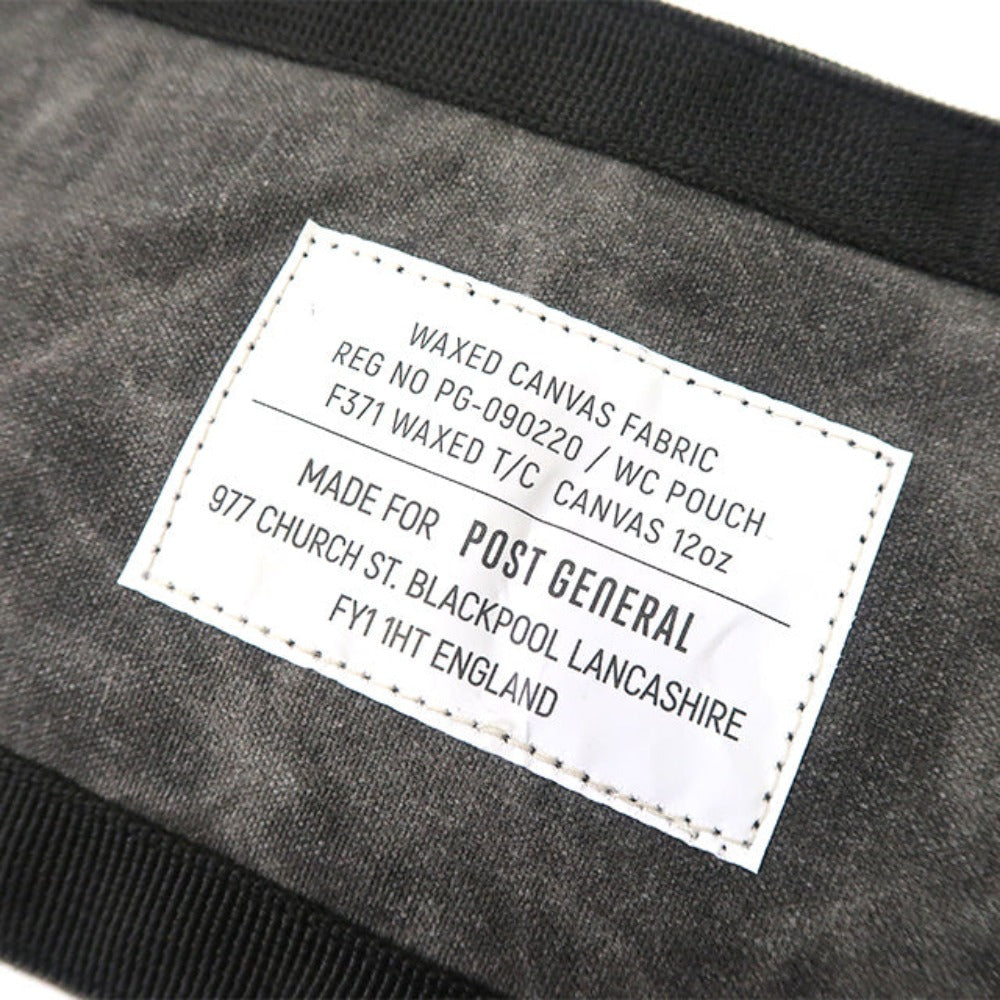 WAXED CANVAS FABRIC
REG NO PG-090220 / WC POUCH
F371 WAXED T/C CANVAS 12oz
MADE FOR POST GENERAL
977 CHURCH ST. BLACKPOOL LANCASHIRE
FY1 1HT ENGLAND